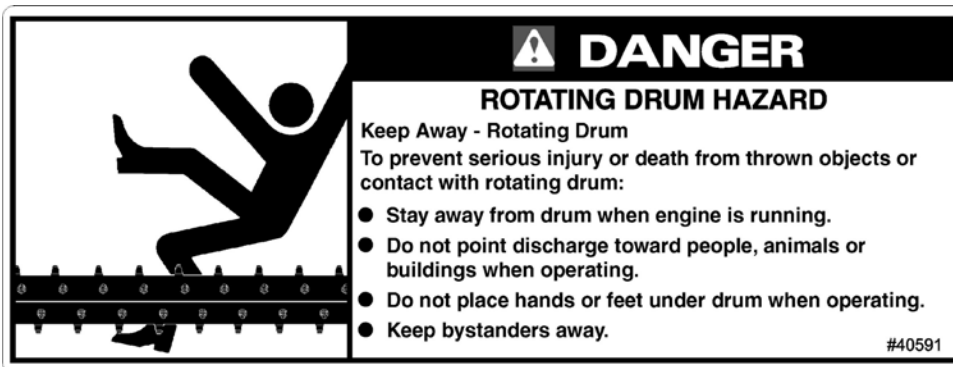 DANGER
ROTATING DRUM HAZARD
Keep Away - Rotating Drum
To prevent serious injury or death from thrown objects or
contact with rotating drum:
● Stay away from drum when engine is running.
● Do not point discharge toward people, animals or
buildings when operating.
● Do not place hands or feet under drum when operating.
● Keep bystanders away.
#40591